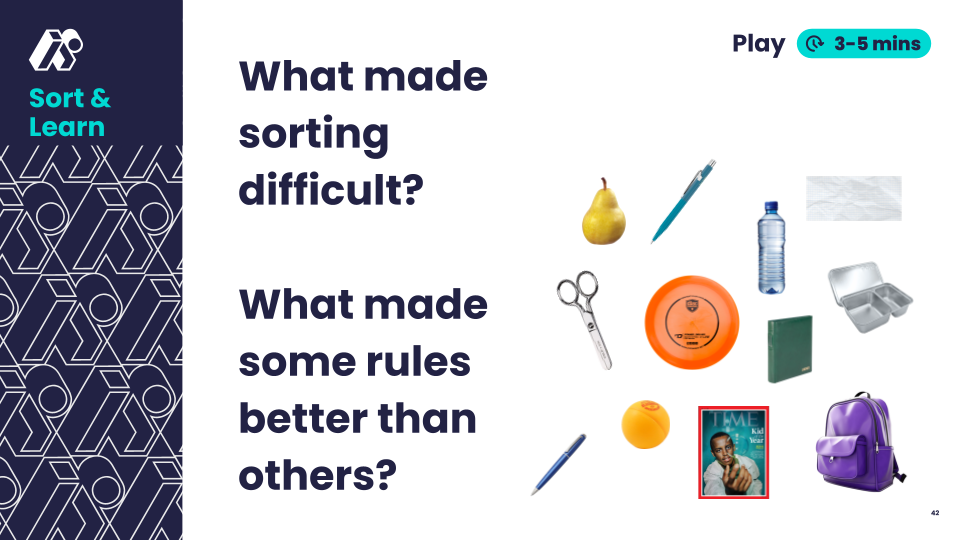 Sort &
Learn
Play
3-5 mins
What made
sorting
difficult?
What made
some rules
better than
others?
TIME
Kid
Year
42